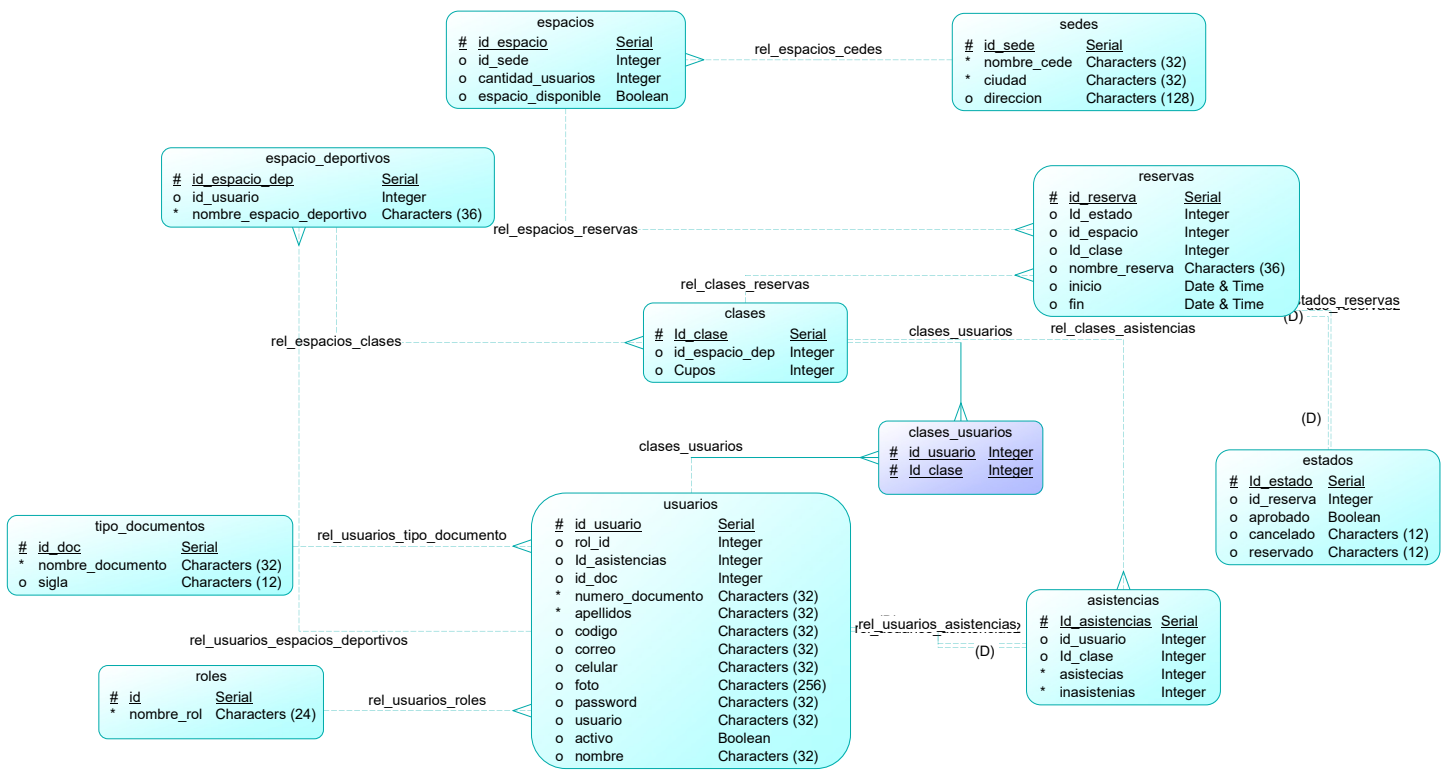 espacios
# id_espacio Serial
o id_sede Integer
o cantidad_usuarios Integer
o espacio_disponible Boolean
rel_espacios_cedes
sedes
# id_sede Serial
* nombre_cede Characters (32)
* ciudad Characters (32)
o direccion Characters (128)
espacio_deportivos
# id_espacio_dep Serial
o id_usuario Integer
* nombre_espacio_deportivo Characters (36)
rel_espacios_reservas
reservas
# id_reserva Serial
o Id_estado Integer
o id_espacio Integer
o Id_clase Integer
o nombre_reserva Characters (36)
o inicio Date & Time
o fin Date & Time
rel_clases_reservas
tados_reservas
(D)
rel_espacios_clases
clases
# Id_clase Serial
o id_espacio_dep Integer
o Cupos Integer
clases_usuarios
rel_clases_asistencias
(D)
clases_usuarios
clases_usuarios
# id_usuario Integer
# Id_clase Integer
estados
# Id_estado Serial
o id_reserva Integer
o aprobado Boolean
o cancelado Characters (12)
o reservado Characters (12)
tipo_documentos
# id_doc Serial
* nombre_documento Characters (32)
o sigla Characters (12)
rel_usuarios_tipo_documento
usuarios
# id_usuario Serial
o rol_id Integer
o Id_asistencias Integer
o id_doc Integer
* numero_documento Characters (32)
* apellidos Characters (32)
o codigo Characters (32)
o correo Characters (32)
o celular Characters (32)
o foto Characters (256)
o password Characters (32)
o usuario Characters (32)
o activo Boolean
o nombre Characters (32)
rel_usuarios_asistencias
(D)
asistencias
# Id_asistencias Serial
o id_usuario Integer
o Id_clase Integer
* asistecias Integer
* inasistenias Integer
rel_usuarios_espacios_deportivos
roles
# id Serial
* nombre_rol Characters (24)
rel_usuarios_roles